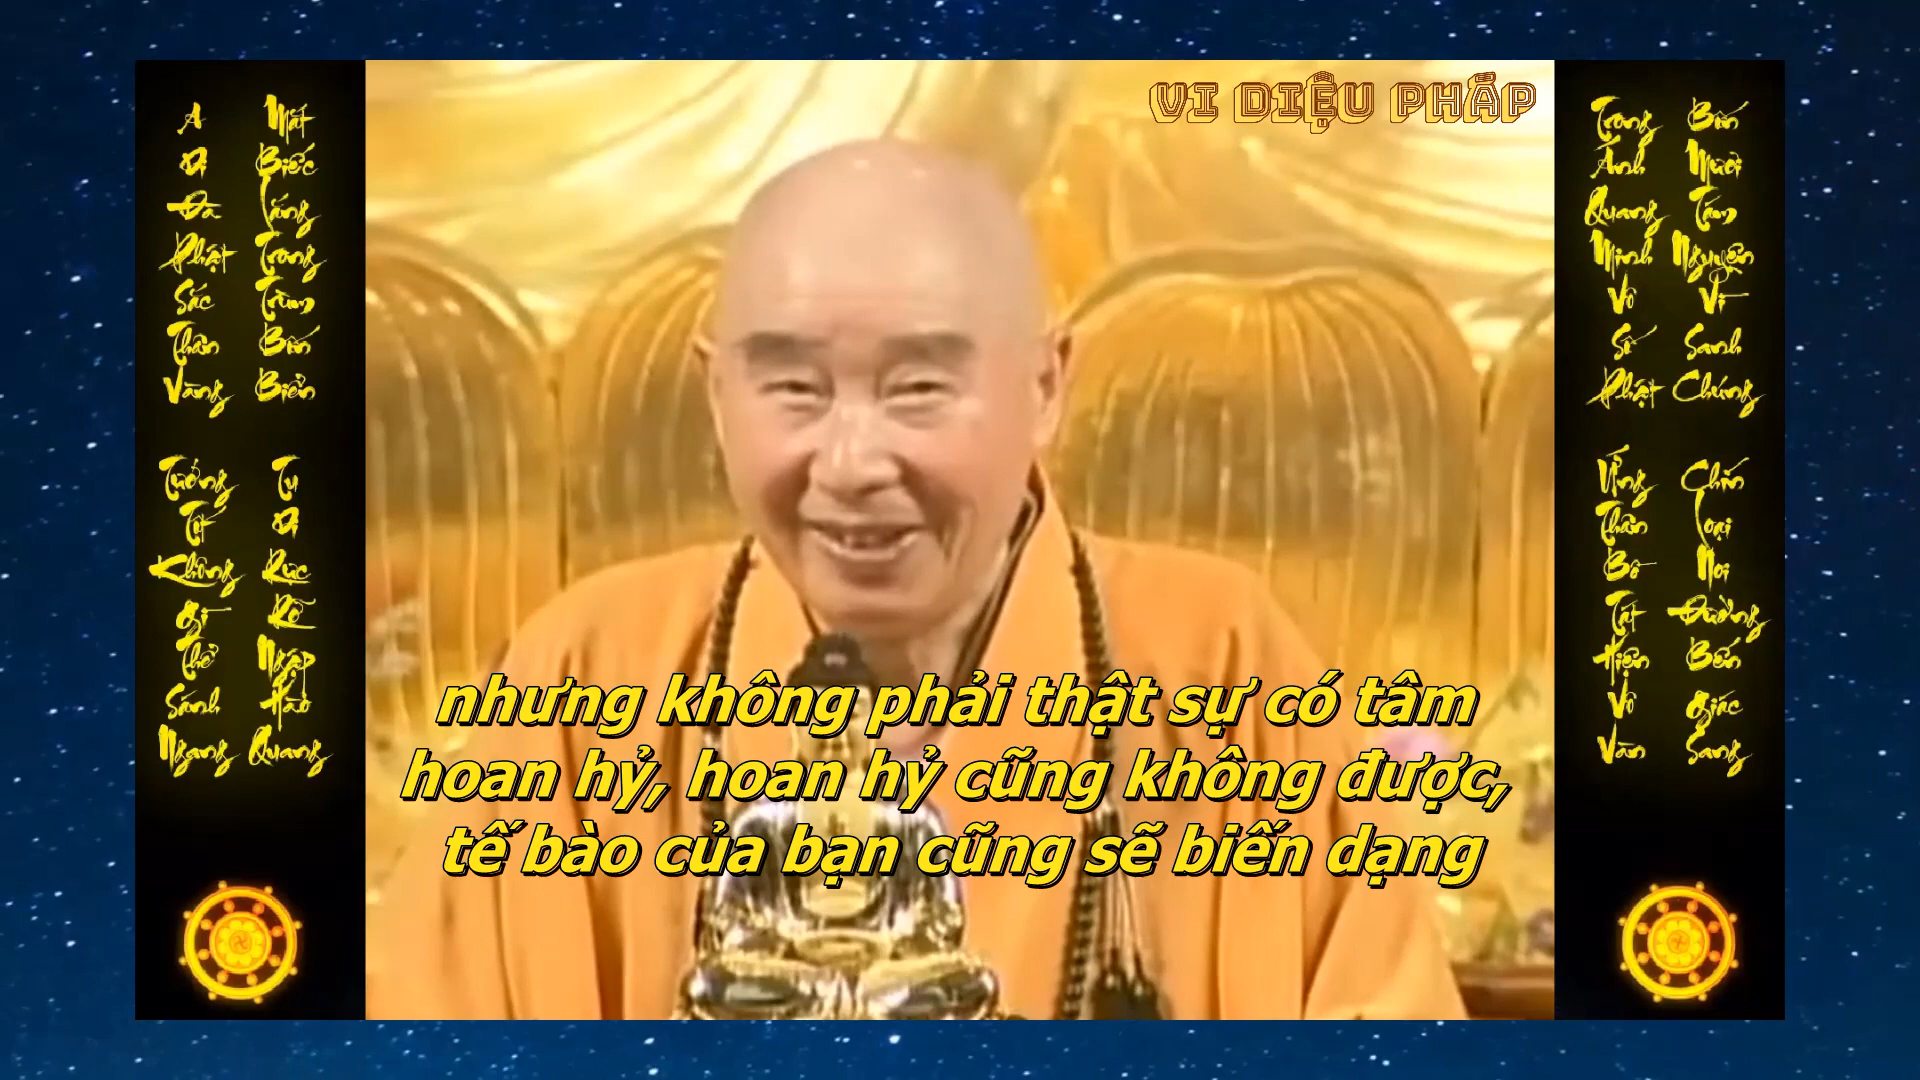 VI DIỆU PHÁP
A Di Đà Phật Sắc Thân Vàng
Tướng Tốt Không Gì Thể Sánh Ngang
Mắt Biếc Lắng Trong Trùm Bốn Biển
Tu Di Rực Rỡ Ngập Hào Quang
Trong Ánh Quang Minh Vô Số Phật
Ứng Thân Bồ Tát Hiện Vô Vàn
Bốn Mươi Tám Nguyện Vì Sanh Chúng
Chín Loại Nơi Đường Bến Giác Sang
nhưng không phải thật sự có tâm
hoan hỷ, hoan hỷ cũng không được,
tế bào của bạn cũng sẽ biến dạng